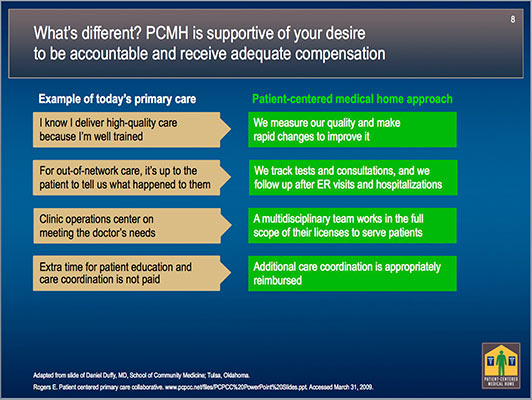 8
What's different? PCMH is supportive of your desire
to be accountable and receive adequate compensation
Example of today's primary care
Patient-centered medical home approach
I know I deliver high-quality care
because I'm well trained
We measure our quality and make
rapid changes to improve it
For out-of-network care, it's up to the
patient to tell us what happened to them
We track tests and consultations, and we
follow up after ER visits and hospitalizations
Clinic operations center on
meeting the doctor's needs
A multidisciplinary team works in the full
scope of their licenses to serve patients
Extra time for patient education and
care coordination is not paid
Additional care coordination is appropriately
reimbursed
Adapted from slide of Daniel Duffy, MD, School of Community Medicine; Tulsa, Oklahoma.
Rogers E. Patient centered primary care collaborative. www.pcpcc.net/files/PCPCC%20PowerPoint%20Slides.ppt. Accessed March 31, 2009.
PATIENT-CENTERED
MEDICAL HOME